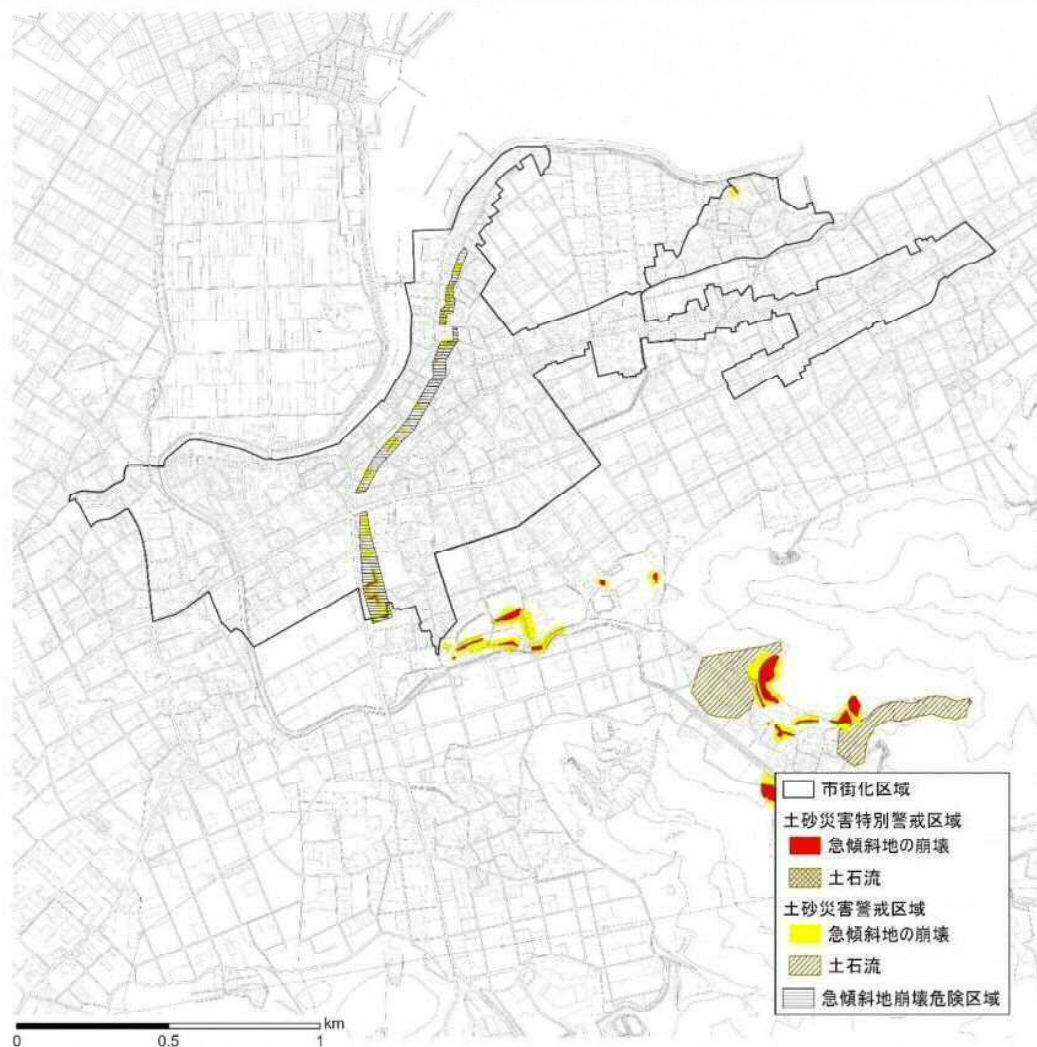 市街化区域
土砂災害特別警戒区域
急傾斜地の崩壊
土石流
土砂災害警戒区域
急傾斜地の崩壊
土石流
急傾斜地崩壊危険区域
km
0 0.5 1